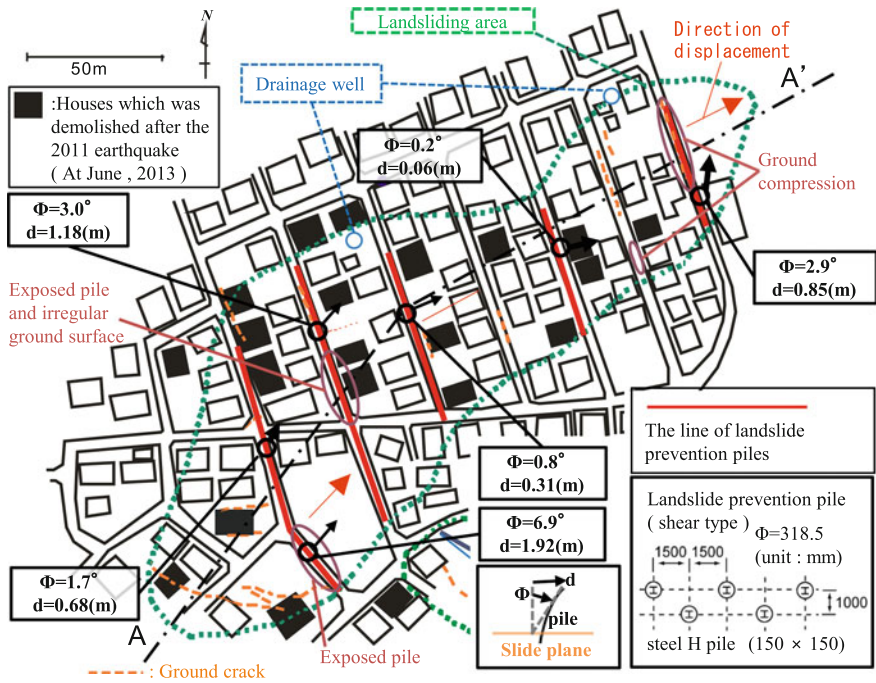 N
50m
Landsliding area
Direction of
displacement
Drainage well
A'
:Houses which was
demolished after the
2011 earthquake
( At June , 2013 )
Φ=0.2°
d=0.06(m)
Ground
compression
Φ=3.0°
d=1.18(m)
Φ=2.9°
d=0.85(m)
Exposed pile
and irregular
ground surface
The line of landslide
prevention piles
Φ=0.8°
d=0.31(m)
Φ=6.9°
d=1.92(m)
Landslide prevention pile
( shear type )
Φ=318.5
(unit : mm)
1500 1500
1000
steel H pile (150 × 150)
Φ=1.7°
d=0.68(m)
d
Φ
pile
Slide plane
A
Exposed pile
: Ground crack